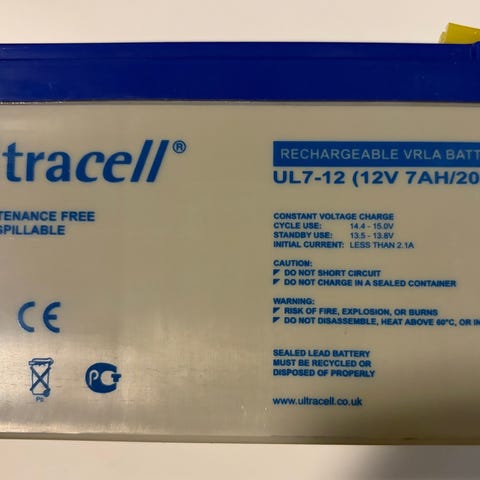 tracell®
RECHARGEABLE VRLA BATT
UL7-12 (12V 7AH/20
TENANCE FREE
SPILLABLE
CONSTANT VOLTAGE CHARGE
CYCLE USE: 14.4 - 15.0V
STANDBY USE: 13.5 - 13.8V
INITIAL CURRENT: LESS THAN 2.1A
CAUTION:
DO NOT SHORT CIRCUIT
DO NOT CHARGE IN A SEALED CONTAINER
WARNING:
RISK OF FIRE, EXPLOSION, OR BURNS
DO NOT DISASSEMBLE, HEAT ABOVE 60°C, OR IN
CE
Pb
PCT
SEALED LEAD BATTERY
MUST BE RECYCLED OR
DISPOSED OF PROPERLY
www.ultracell.co.uk